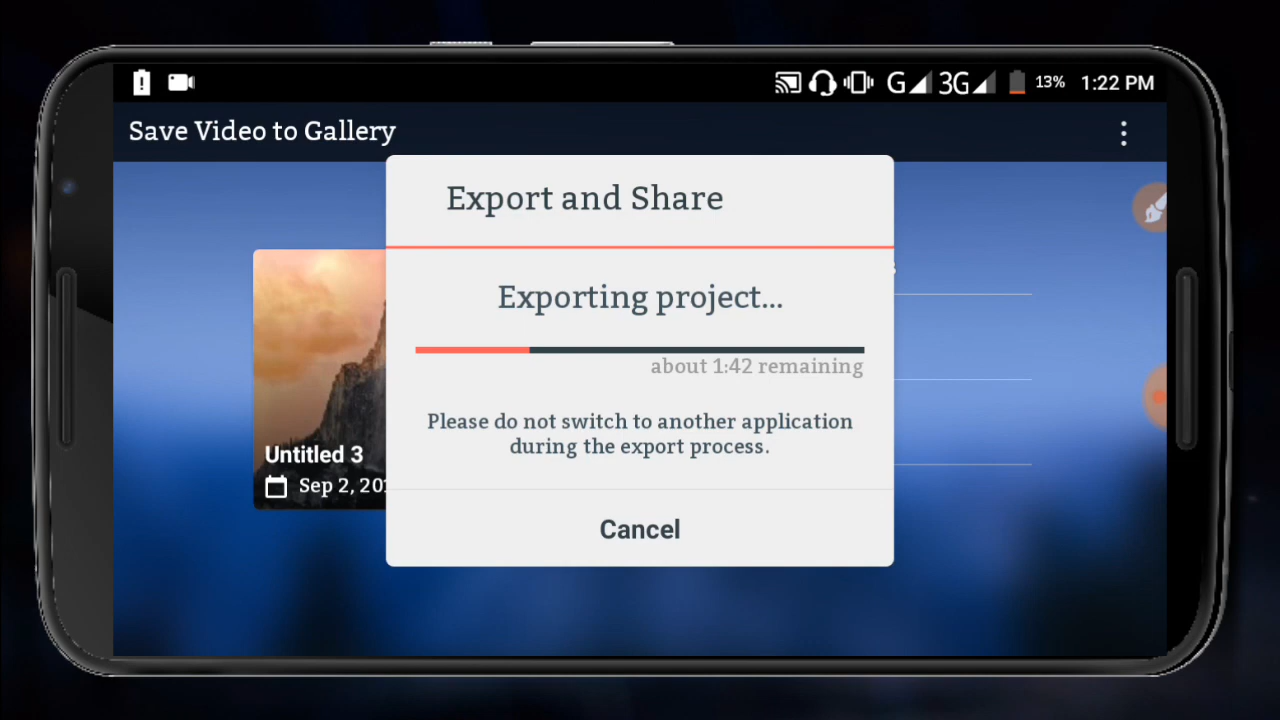 G 3G 13% 1:22 PM
Save Video to Gallery
Export and Share
Exporting project...
about 1:42 remaining
Please do not switch to another application
during the export process.
Untitled 3
Sep 2, 20
Cancel